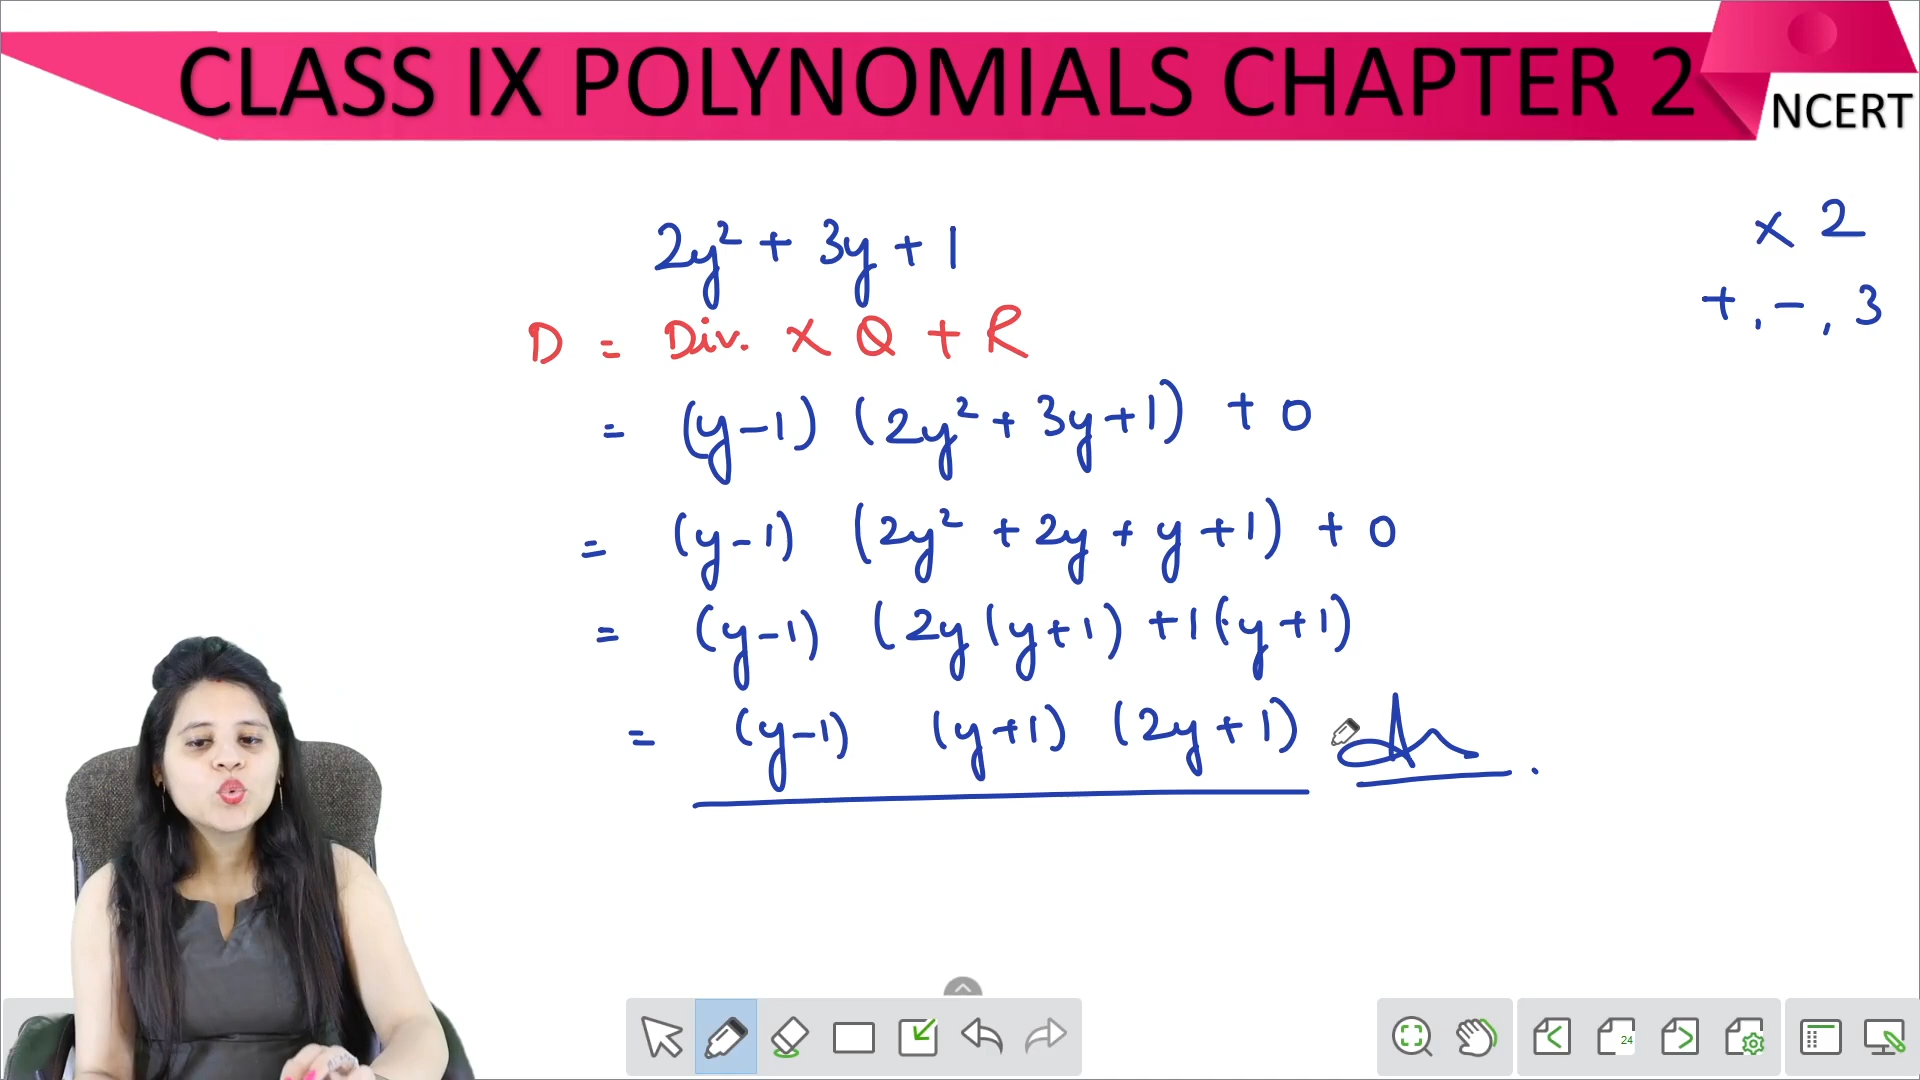 CLASS IX POLYNOMIALS CHAPTER 2
NCERT
2y² + 3y + 1
× 2
+, -, 3
D = Div. × Q + R
= (y-1) (2y² + 3y+1) + 0
= (y-1) (2y² + 2y + y +1) + 0
= (y-1) (2y (y+1) +1 (y+1)
= (y-1) (y+1) (2y+1)
24